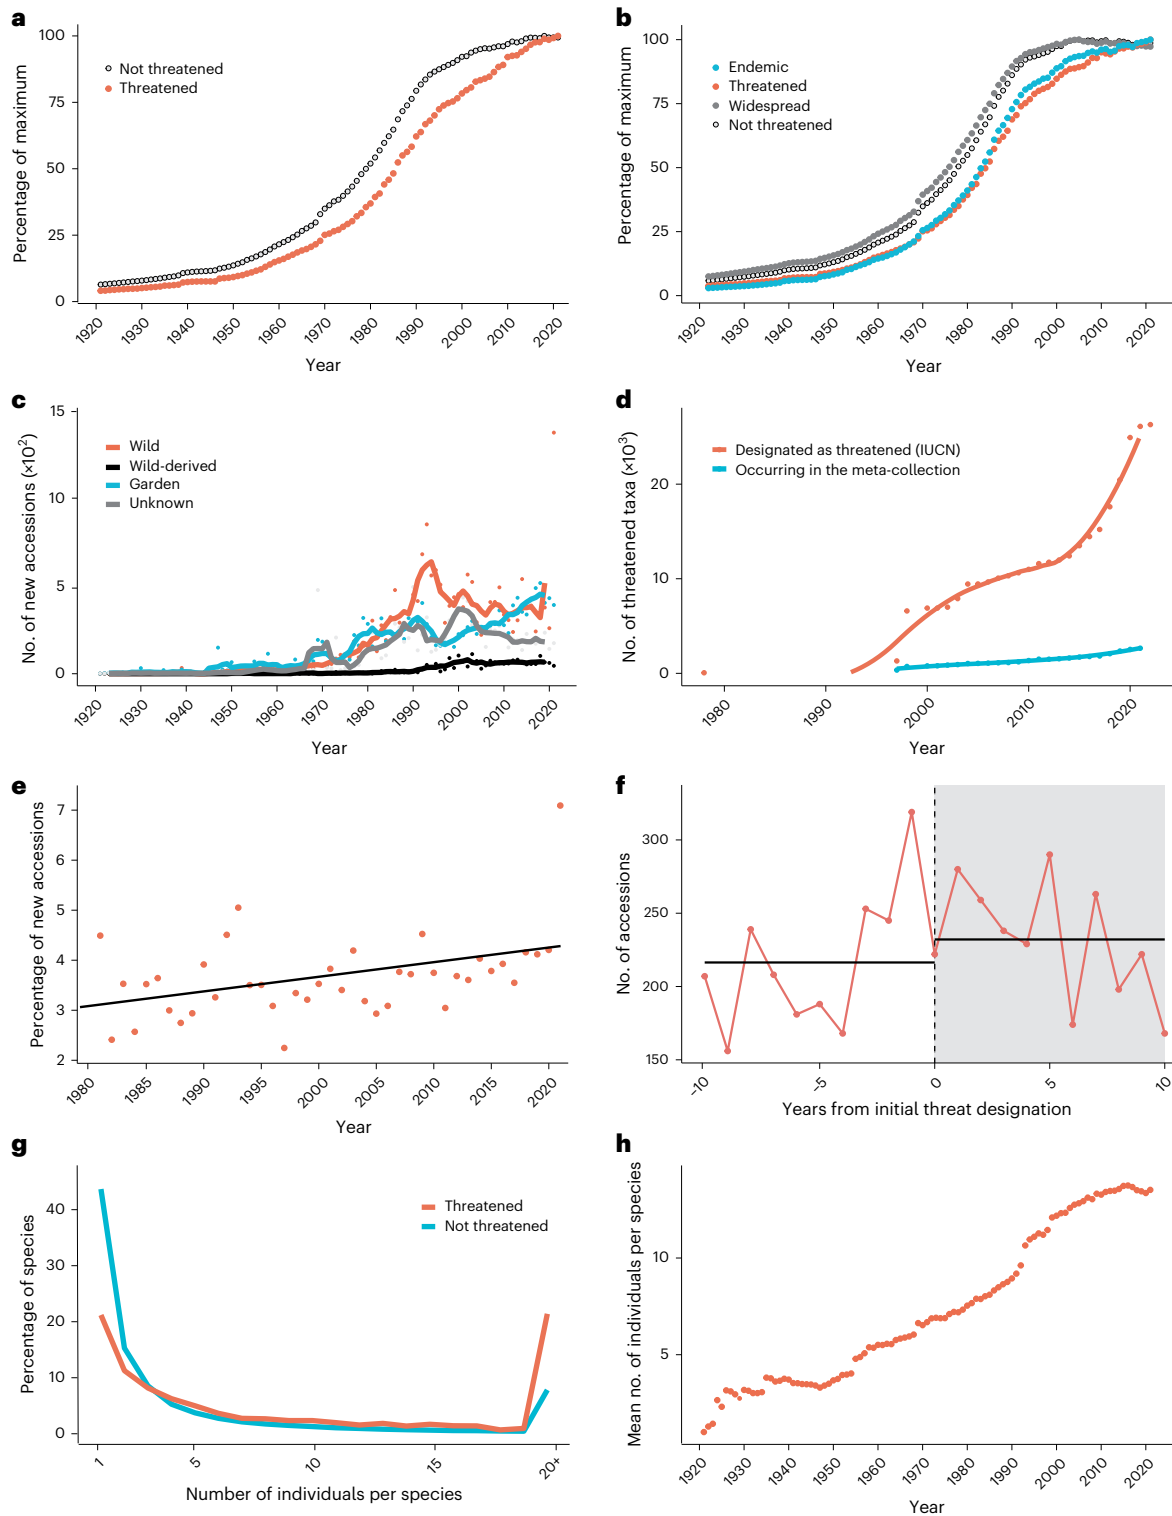 a
Percentage of maximum
100
75
50
25
0
Not threatened
Threatened
1920
1930
1940
1950
1960
1970
1980
1990
2000
2010
2020
Year
b
Percentage of maximum
100
75
50
25
0
Endemic
Threatened
Widespread
Not threatened
1920
1930
1940
1950
1960
1970
1980
1990
2000
2010
2020
Year
c
No. of new accessions (×10²)
15
10
5
0
Wild
Wild-derived
Garden
Unknown
1920
1930
1940
1950
1960
1970
1980
1990
2000
2010
2020
Year
d
No. of threatened taxa (×10³)
20
10
0
Designated as threatened (IUCN)
Occurring in the meta-collection
1980
1990
2000
2010
2020
Year
e
Percentage of new accessions
7
6
5
4
3
2
1980
1985
1990
1995
2000
2005
2010
2015
2020
Year
f
No. of accessions
300
250
200
150
−10
−5
0
5
10
Years from initial threat designation
g
Percentage of species
40
30
20
10
0
Threatened
Not threatened
1
5
10
15
20+
Number of individuals per species
h
Mean no. of individuals per species
10
5
1920
1930
1940
1950
1960
1970
1980
1990
2000
2010
2020
Year